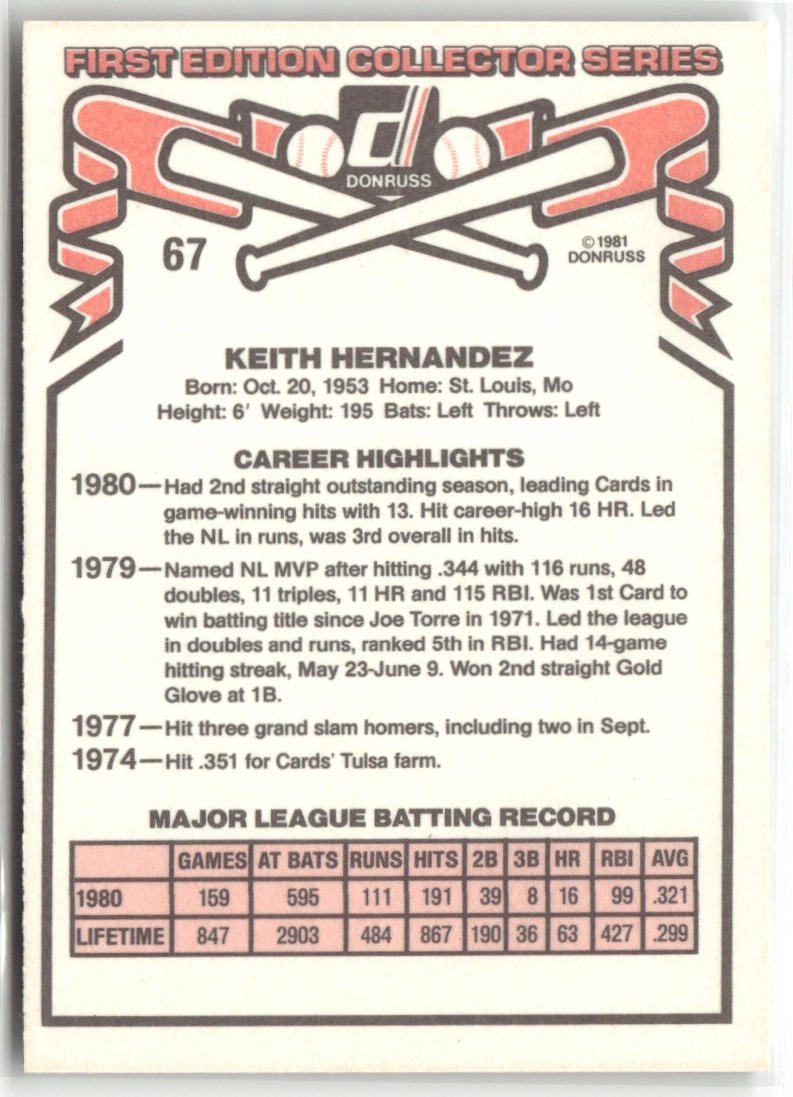 FIRST EDITION COLLECTOR SERIES
d
DONRUSS
67
©1981
DONRUSS
KEITH HERNANDEZ
Born: Oct. 20, 1953 Home: St. Louis, Mo
Height: 6' Weight: 195 Bats: Left Throws: Left
CAREER HIGHLIGHTS
1980—Had 2nd straight outstanding season, leading Cards in
game-winning hits with 13. Hit career-high 16 HR. Led
the NL in runs, was 3rd overall in hits.
1979—Named NL MVP after hitting .344 with 116 runs, 48
doubles, 11 triples, 11 HR and 115 RBI. Was 1st Card to
win batting title since Joe Torre in 1971. Led the league
in doubles and runs, ranked 5th in RBI. Had 14-game
hitting streak, May 23-June 9. Won 2nd straight Gold
Glove at 1B.
1977—Hit three grand slam homers, including two in Sept.
1974—Hit .351 for Cards' Tulsa farm.
MAJOR LEAGUE BATTING RECORD
GAMES AT BATS RUNS HITS 2B 3B HR RBI AVG
1980 159 595 111 191 39 8 16 99 .321
LIFETIME 847 2903 484 867 190 36 63 427 .299